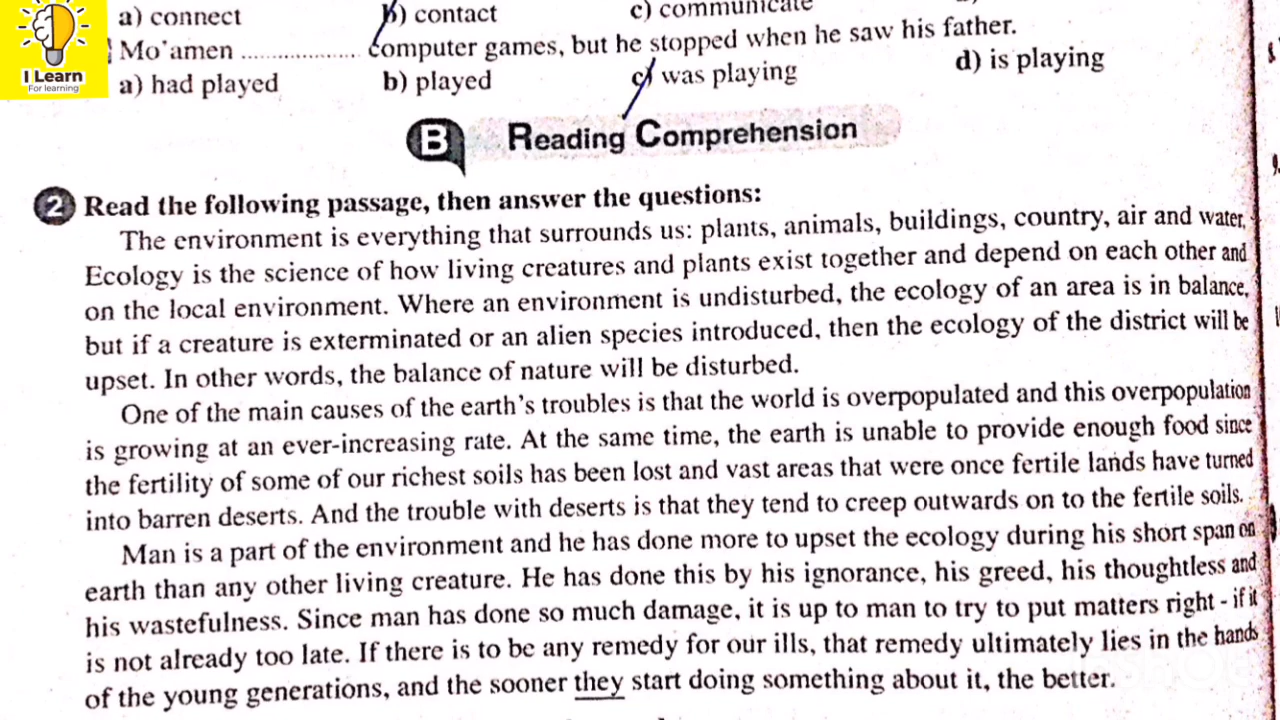 a) connect b) contact c) communicate
Mo'amen .................... computer games, but he stopped when he saw his father.
a) had played b) played c) was playing d) is playing
I Learn
For learning
B Reading Comprehension
2 Read the following passage, then answer the questions:
The environment is everything that surrounds us: plants, animals, buildings, country, air and water,
Ecology is the science of how living creatures and plants exist together and depend on each other and
on the local environment. Where an environment is undisturbed, the ecology of an area is in balance,
but if a creature is exterminated or an alien species introduced, then the ecology of the district will be
upset. In other words, the balance of nature will be disturbed.
One of the main causes of the earth's troubles is that the world is overpopulated and this overpopulation
is growing at an ever-increasing rate. At the same time, the earth is unable to provide enough food since
the fertility of some of our richest soils has been lost and vast areas that were once fertile lands have turned
into barren deserts. And the trouble with deserts is that they tend to creep outwards on to the fertile soils.
Man is a part of the environment and he has done more to upset the ecology during his short span on
earth than any other living creature. He has done this by his ignorance, his greed, his thoughtless and
his wastefulness. Since man has done so much damage, it is up to man to try to put matters right - if it
is not already too late. If there is to be any remedy for our ills, that remedy ultimately lies in the hands
of the young generations, and the sooner they start doing something about it, the better.